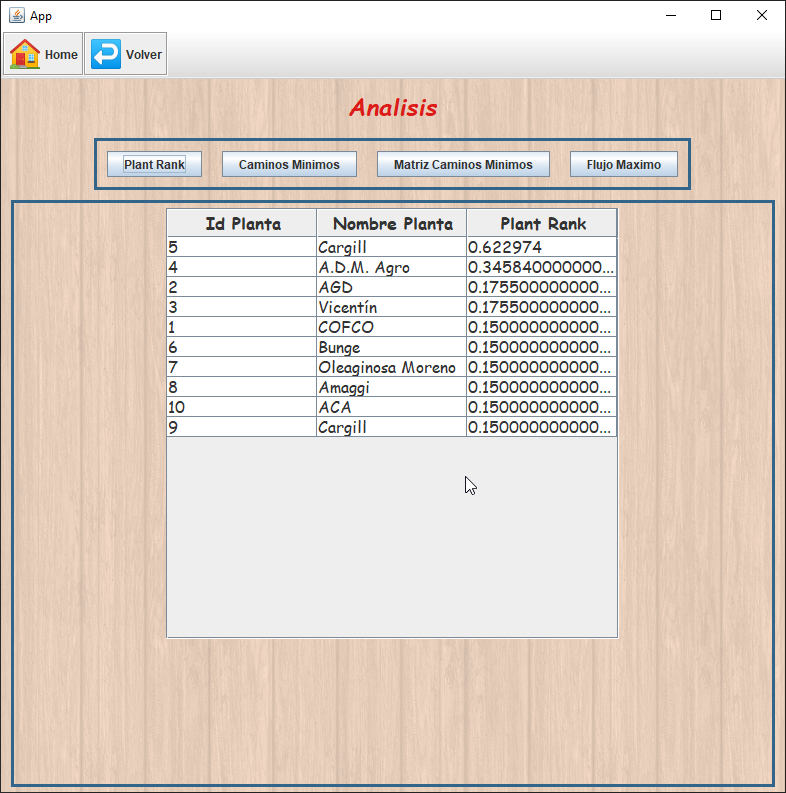 App
Home Volver
Analisis
Plant Rank Caminos Minimos Matriz Caminos Minimos Flujo Maximo
Id Planta Nombre Planta Plant Rank
5 Cargill 0.622974
4 A.D.M. Agro 0.345840000000...
2 AGD 0.175500000000...
3 Vicentín 0.175500000000...
1 COFCO 0.150000000000...
6 Bunge 0.150000000000...
7 Oleaginosa Moreno 0.150000000000...
8 Amaggi 0.150000000000...
10 ACA 0.150000000000...
9 Cargill 0.150000000000...